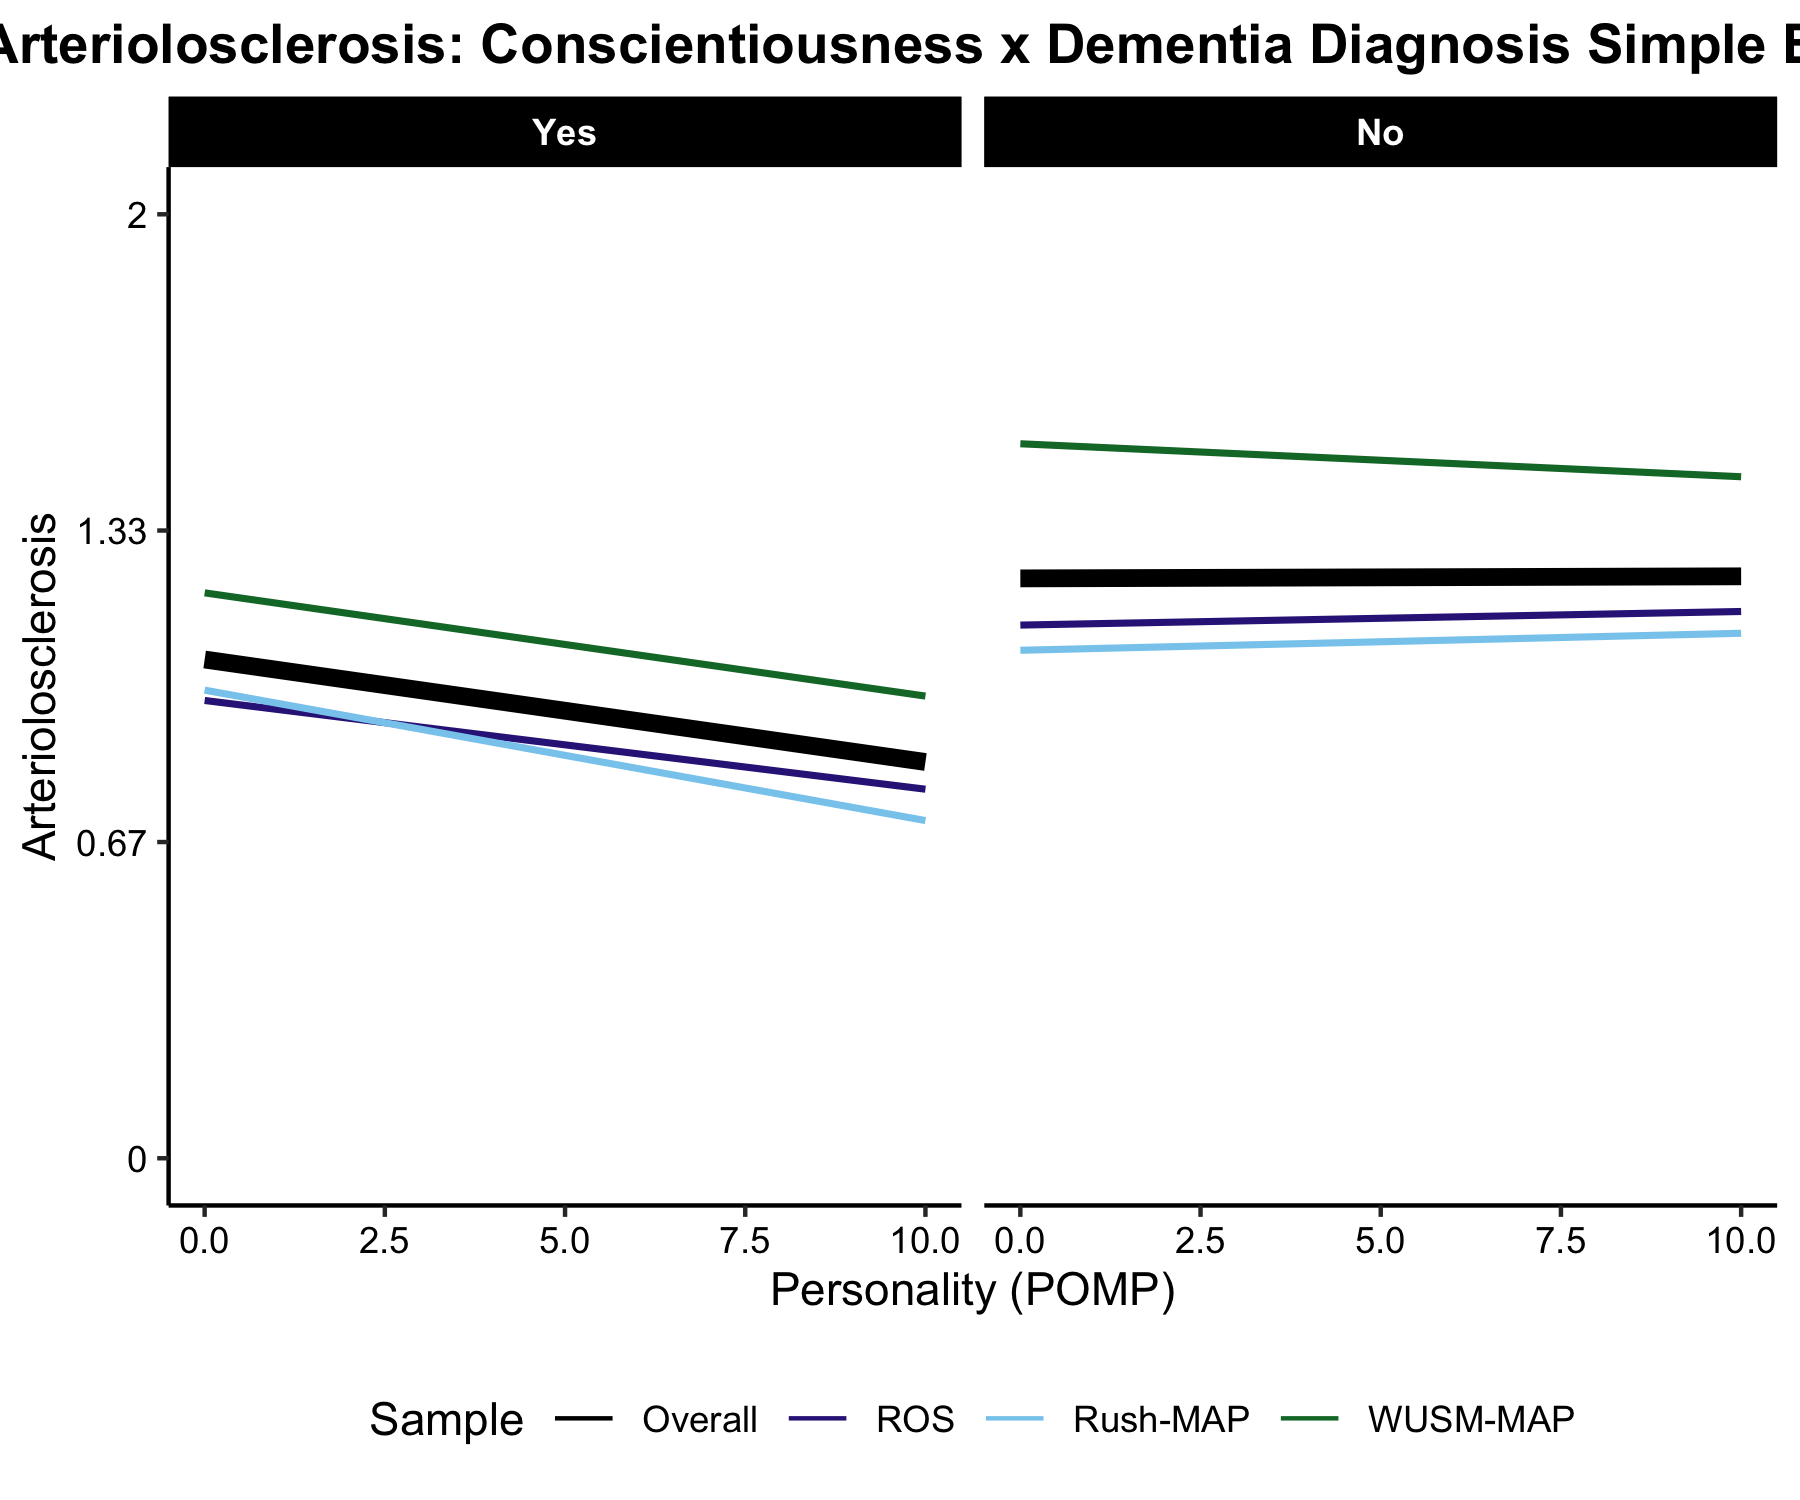 Arteriolosclerosis: Conscientiousness x Dementia Diagnosis Simple
Yes
No
Arteriolosclerosis
2
1.33
0.67
0
0.0 2.5 5.0 7.5 10.0
0.0 2.5 5.0 7.5 10.0
Personality (POMP)
Sample Overall ROS Rush-MAP WUSM-MAP